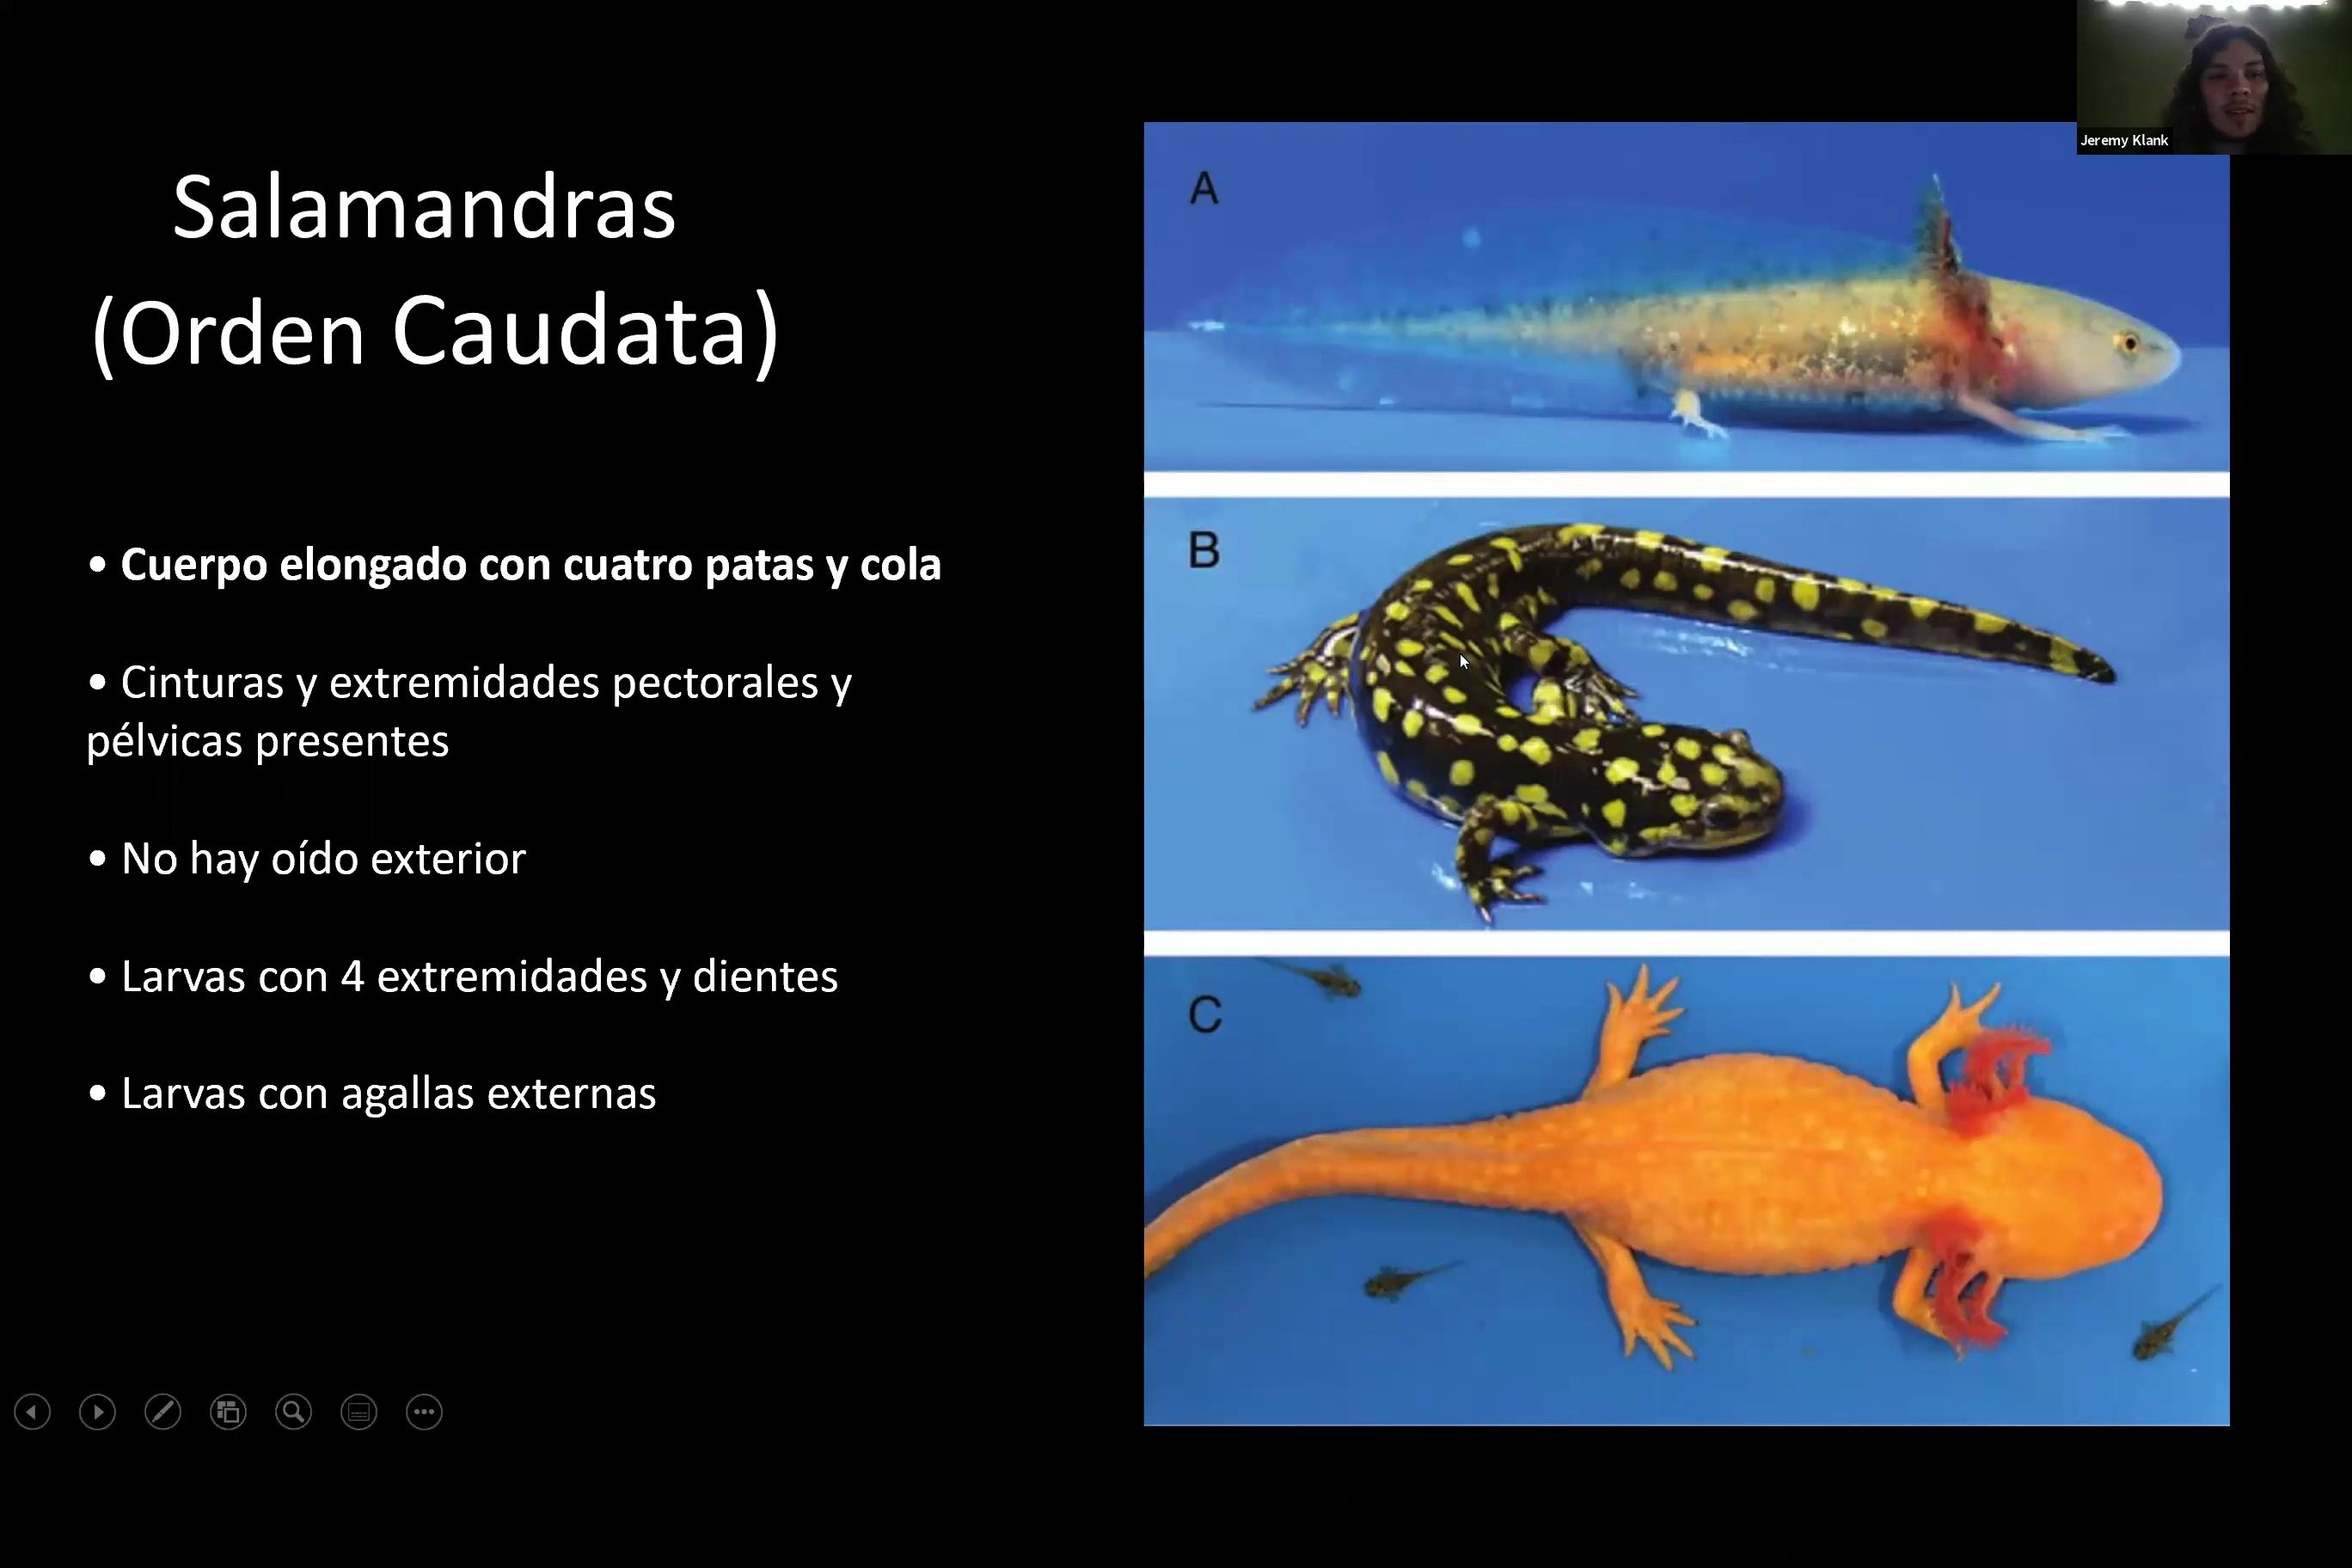 Jeremy Klank
Salamandras
(Orden Caudata)
• Cuerpo elongado con cuatro patas y cola
• Cinturas y extremidades pectorales y
pélvicas presentes
• No hay oído exterior
• Larvas con 4 extremidades y dientes
• Larvas con agallas externas
A
B
C